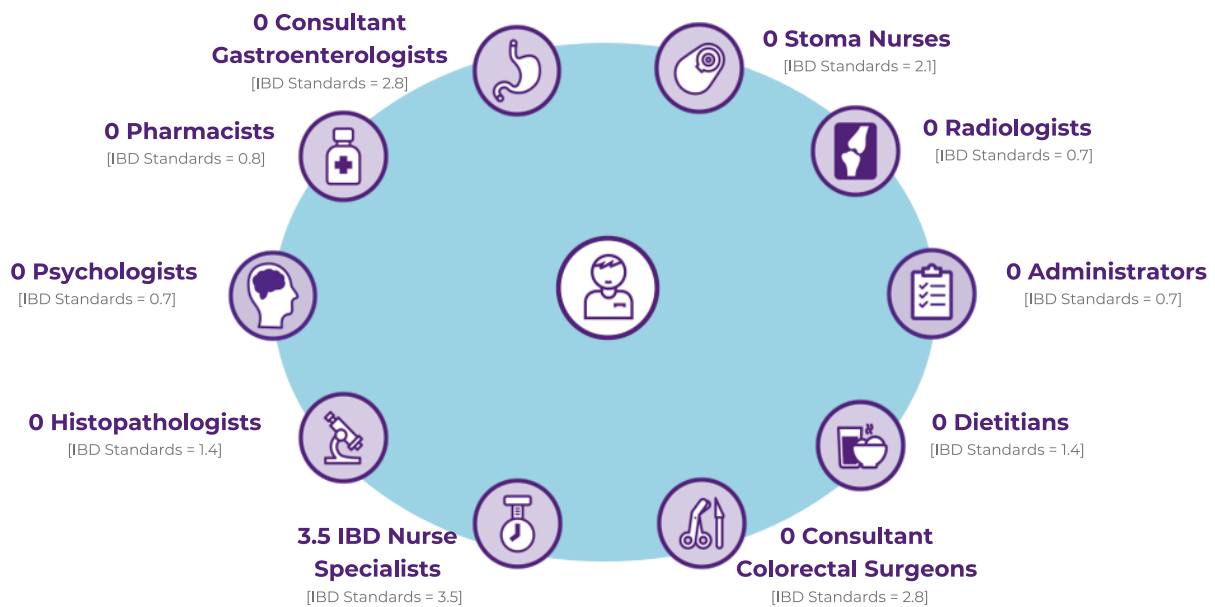 0 Consultant
Gastroenterologists
[IBD Standards = 2.8]
0 Stoma Nurses
[IBD Standards = 2.1]
0 Pharmacists
[IBD Standards = 0.8]
0 Radiologists
[IBD Standards = 0.7]
0 Psychologists
[IBD Standards = 0.7]
0 Administrators
[IBD Standards = 0.7]
0 Histopathologists
[IBD Standards = 1.4]
0 Dietitians
[IBD Standards = 1.4]
3.5 IBD Nurse
Specialists
[IBD Standards = 3.5]
0 Consultant
Colorectal Surgeons
[IBD Standards = 2.8]